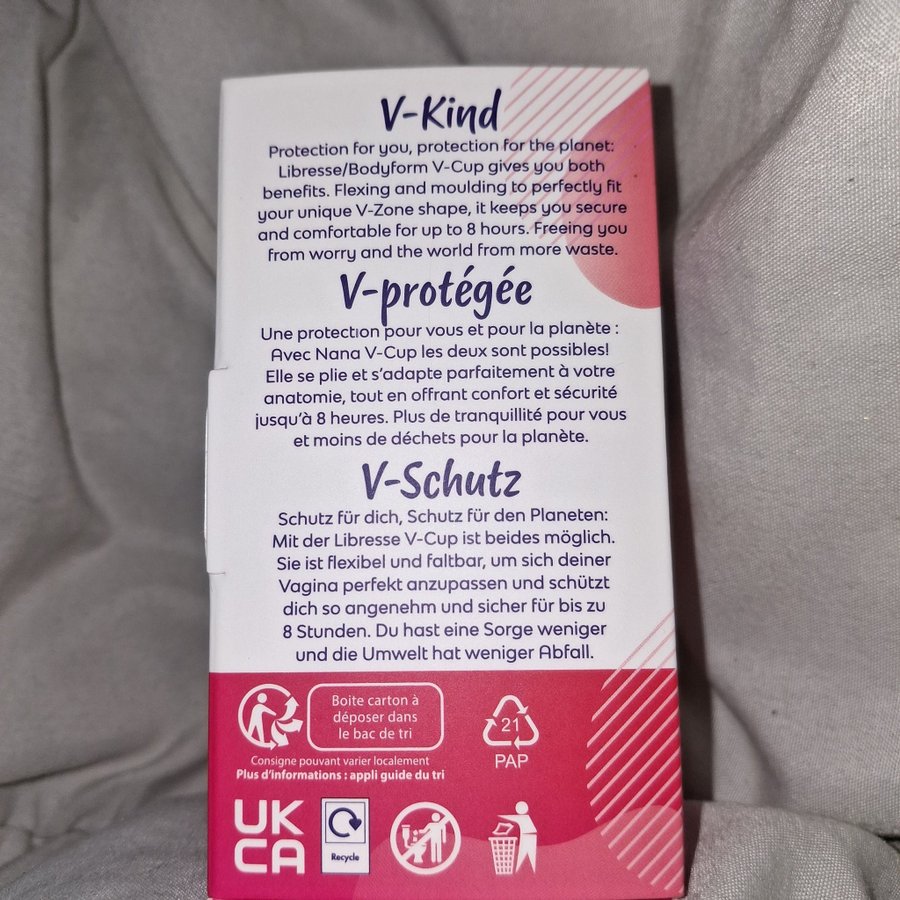 V-Kind
Protection for you, protection for the planet:
Libresse/Bodyform V-Cup gives you both
benefits. Flexing and moulding to perfectly fit
your unique V-Zone shape, it keeps you secure
and comfortable for up to 8 hours. Freeing you
from worry and the world from more waste.
V-protégée
Une protection pour vous et pour la planète :
Avec Nana V-Cup les deux sont possibles!
Elle se plie et s'adapte parfaitement à votre
anatomie, tout en offrant confort et sécurité
jusqu'à 8 heures. Plus de tranquillité pour vous
et moins de déchets pour la planète.
V-Schutz
Schutz für dich, Schutz für den Planeten:
Mit der Libresse V-Cup ist beides möglich.
Sie ist flexibel und faltbar, um sich deiner
Vagina perfekt anzupassen und schützt
dich so angenehm und sicher für bis zu
8 Stunden. Du hast eine Sorge weniger
und die Umwelt hat weniger Abfall.
Boite carton à
déposer dans
le bac de tri
Consigne pouvant varier localement
Plus d'informations : appli guide du tri
21
PAP
UK
CA
Recycle